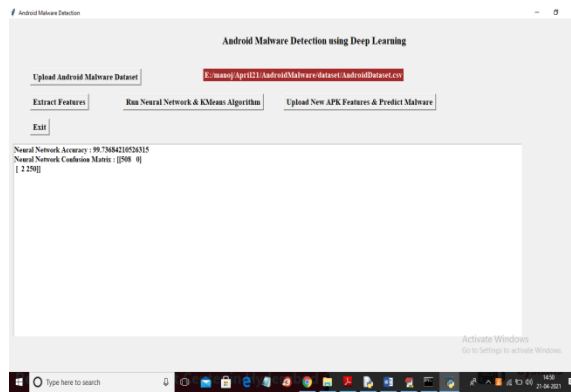 Android Malware Detection
Android Malware Detection using Deep Learning
Upload Android Malware Dataset
E:/manoj/April21/AndroidMalware/dataset/AndroidDataset.csv
Extract Features
Run Neural Network & KMeans Algorithm
Upload New APK Features & Predict Malware
Exit
Neural Network Accuracy : 99.73684210526315
Neural Network Confusion Matrix : [[508 0]
[ 2 250]]
Activate Windows
Go to Settings to activate Windows.
Type here to search
14:50
21-04-2021